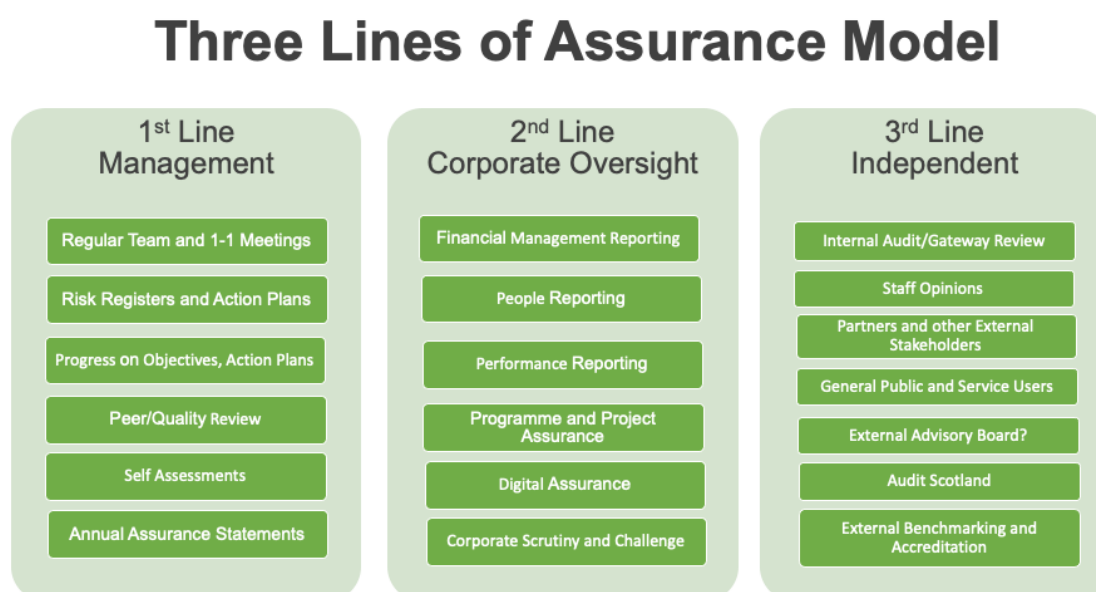 Three Lines of Assurance Model
1st Line
Management
Regular Team and 1-1 Meetings
Risk Registers and Action Plans
Progress on Objectives, Action Plans
Peer/Quality Review
Self Assessments
Annual Assurance Statements
2nd Line
Corporate Oversight
Financial Management Reporting
People Reporting
Performance Reporting
Programme and Project
Assurance
Digital Assurance
Corporate Scrutiny and Challenge
3rd Line
Independent
Internal Audit/Gateway Review
Staff Opinions
Partners and other External
Stakeholders
General Public and Service Users
External Advisory Board?
Audit Scotland
External Benchmarking and
Accreditation